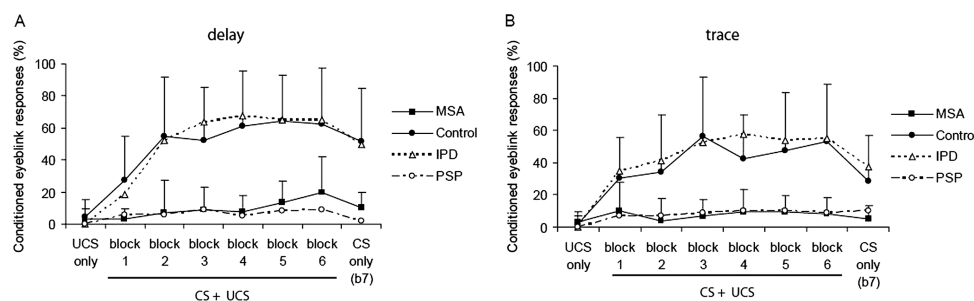 A
delay
Conditioned eyeblink responses (%)
100
80
60
40
20
0
UCS only
block 1
block 2
block 3
block 4
block 5
block 6
CS only (b7)
CS + UCS
MSA
Control
IPD
PSP
B
trace
Conditioned eyeblink responses (%)
100
80
60
40
20
0
UCS only
block 1
block 2
block 3
block 4
block 5
block 6
CS only (b7)
CS + UCS
MSA
Contro
IPD
PSP